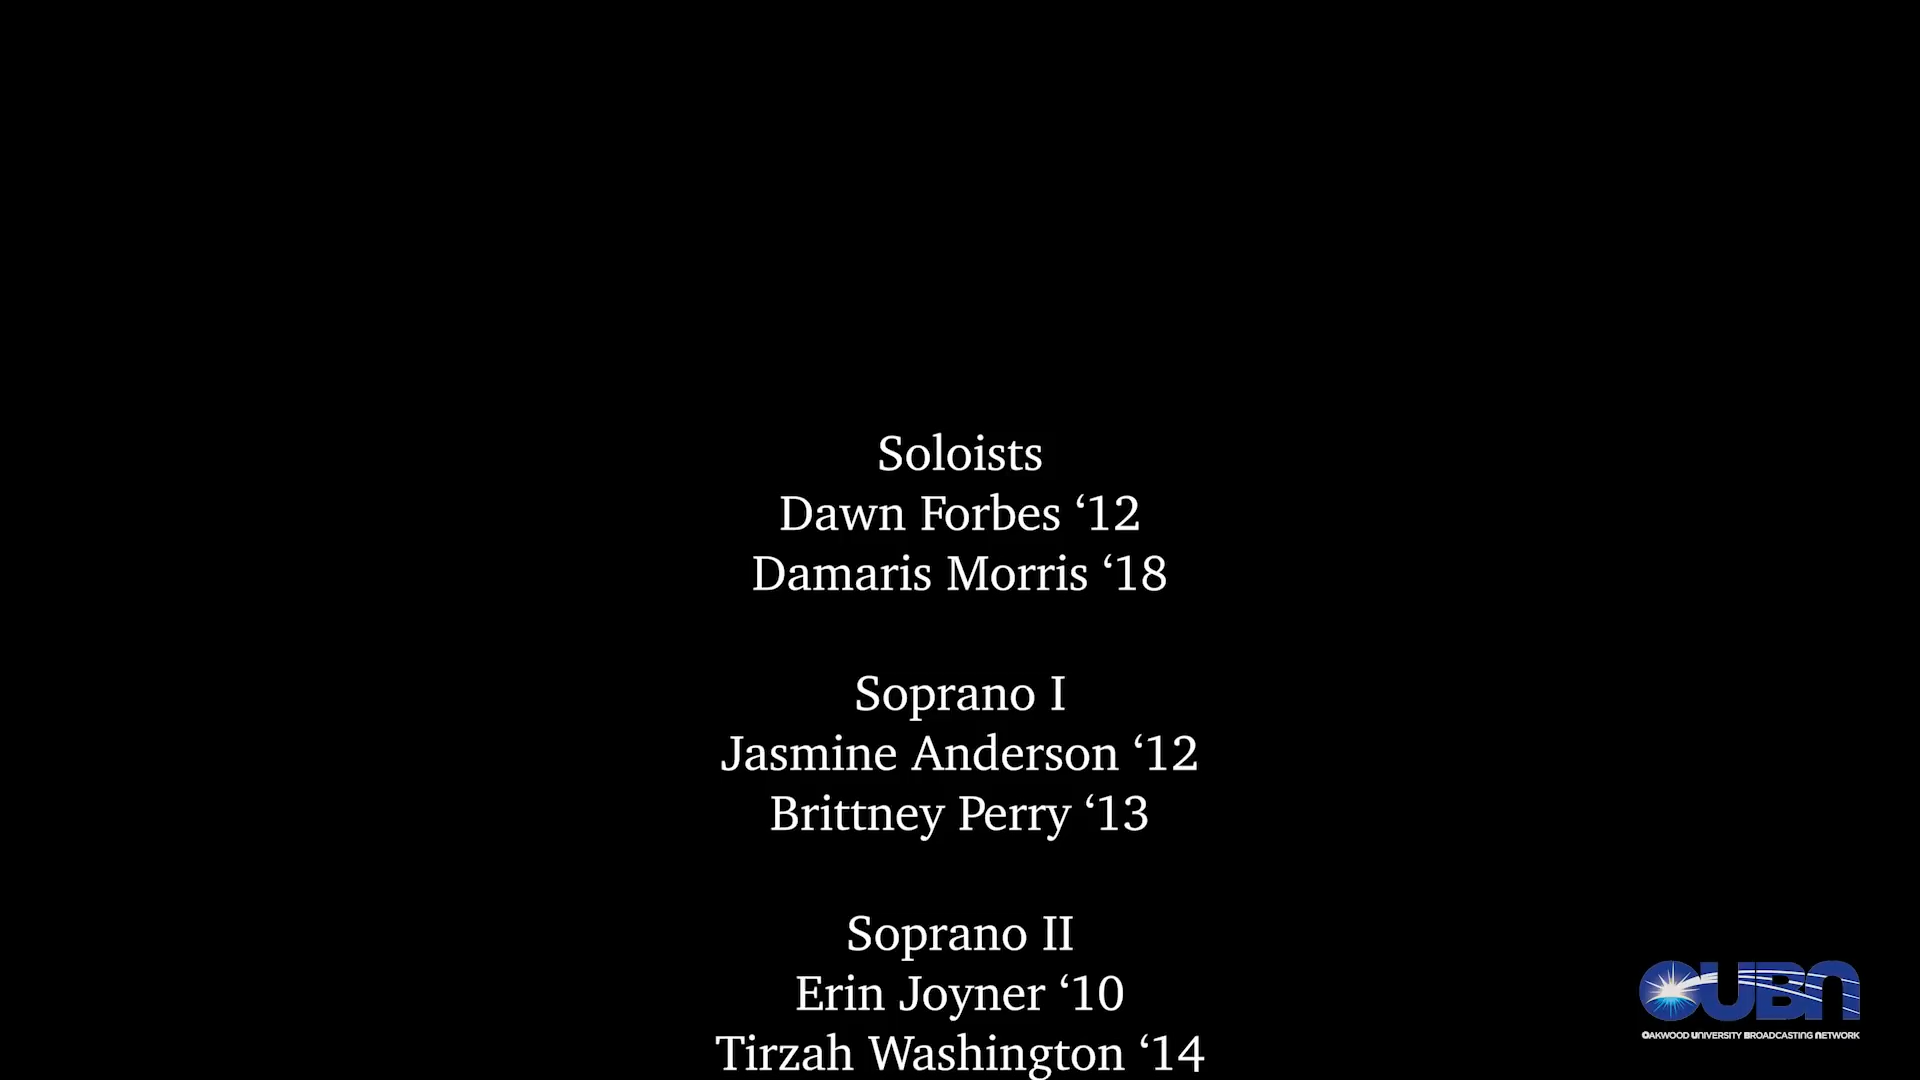 Soloists
Dawn Forbes ‘12
Damaris Morris ‘18
Soprano I
Jasmine Anderson ‘12
Brittney Perry ‘13
Soprano II
Erin Joyner ‘10
Tirzah Washington ‘14
OUBN
OAKWOOD UNIVERSITY BROADCASTING NETWORK